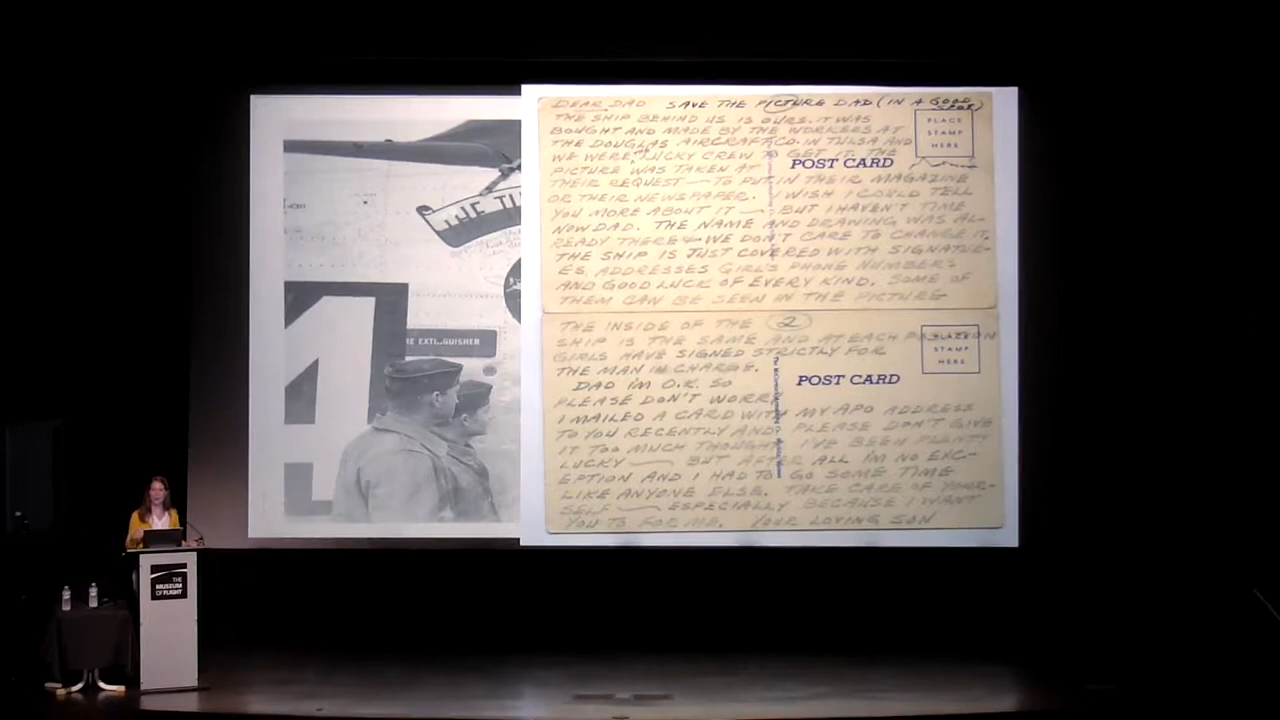 THE TU
RE EXTI..GUISHER
4
DEAR DAD SAVE THE PICTURE DAD (IN A GOOD SPOT)
THE SHIP BEHIND US IS OURS. IT WAS
BOUGHT AND MADE BY THE WORKERS AT
THE DOUGLAS AIRCRAFT CO. IN TULSA AND
WE WERE THE LUCKY CREW TO GET IT. THE
PICTURE WAS TAKEN AT
THEIR REQUEST — TO PUT IN THEIR MAGAZINE
OR THEIR NEWSPAPER. I WISH I COULD TELL
YOU MORE ABOUT IT — BUT I HAVEN'T TIME
NOW DAD. THE NAME AND DRAWING WAS AL-
READY THERE & WE DON'T CARE TO CHANGE IT.
THE SHIP IS JUST COVERED WITH SIGNATUR-
ES, ADDRESSES GIRL'S PHONE NUMBER'S
AND GOOD LUCK OF EVERY KIND. SOME OF
THEM CAN BE SEEN IN THE PICTURE
PLACE
STAMP
HERE
POST CARD
THE INSIDE OF THE 2
SHIP IS THE SAME AND AT EACH POSITION
GIRLS HAVE SIGNED STRICTLY FOR
THE MAN IN CHARGE.
DAD I'M O.K. SO
PLEASE DON'T WORRY
I MAILED A CARD WITH MY APO ADDRESS
TO YOU RECENTLY AND PLEASE DON'T GIVE
IT TOO MUCH THOUGHT I'VE BEEN PLENTY
LUCKY — BUT AFTER ALL I'M NO EXC-
EPTION AND I HAD TO GO SOME TIME
LIKE ANYONE ELSE. TAKE CARE OF YOUR-
SELF — ESPECIALLY BECAUSE I WANT
YOU TO FOR ME. YOUR LOVING SON
PLACE
STAMP
HERE
POST CARD
THE
MUSEUM
OF FLIGHT